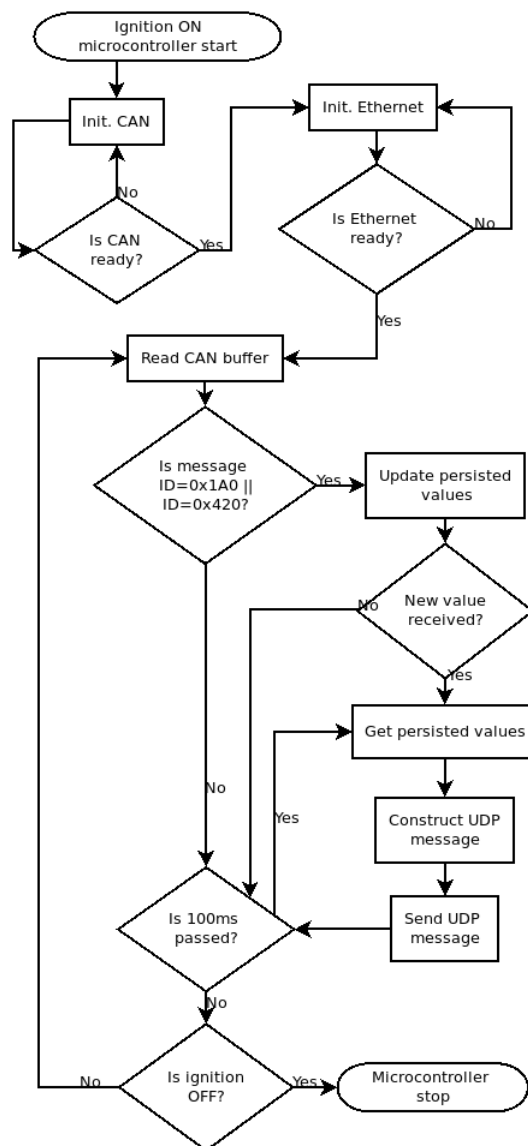 Ignition ON
microcontroller start
Init. CAN
Init. Ethernet
No
Is CAN
ready?
Yes
Is Ethernet
ready?
No
Yes
Read CAN buffer
Is message
ID=0x1A0 ||
ID=0x420?
Yes
Update persisted
values
New value
received?
No
Yes
Get persisted values
No
Yes
Construct UDP
message
Is 100ms
passed?
Send UDP
message
No
Is ignition
OFF?
No
Yes
Microcontroller
stop